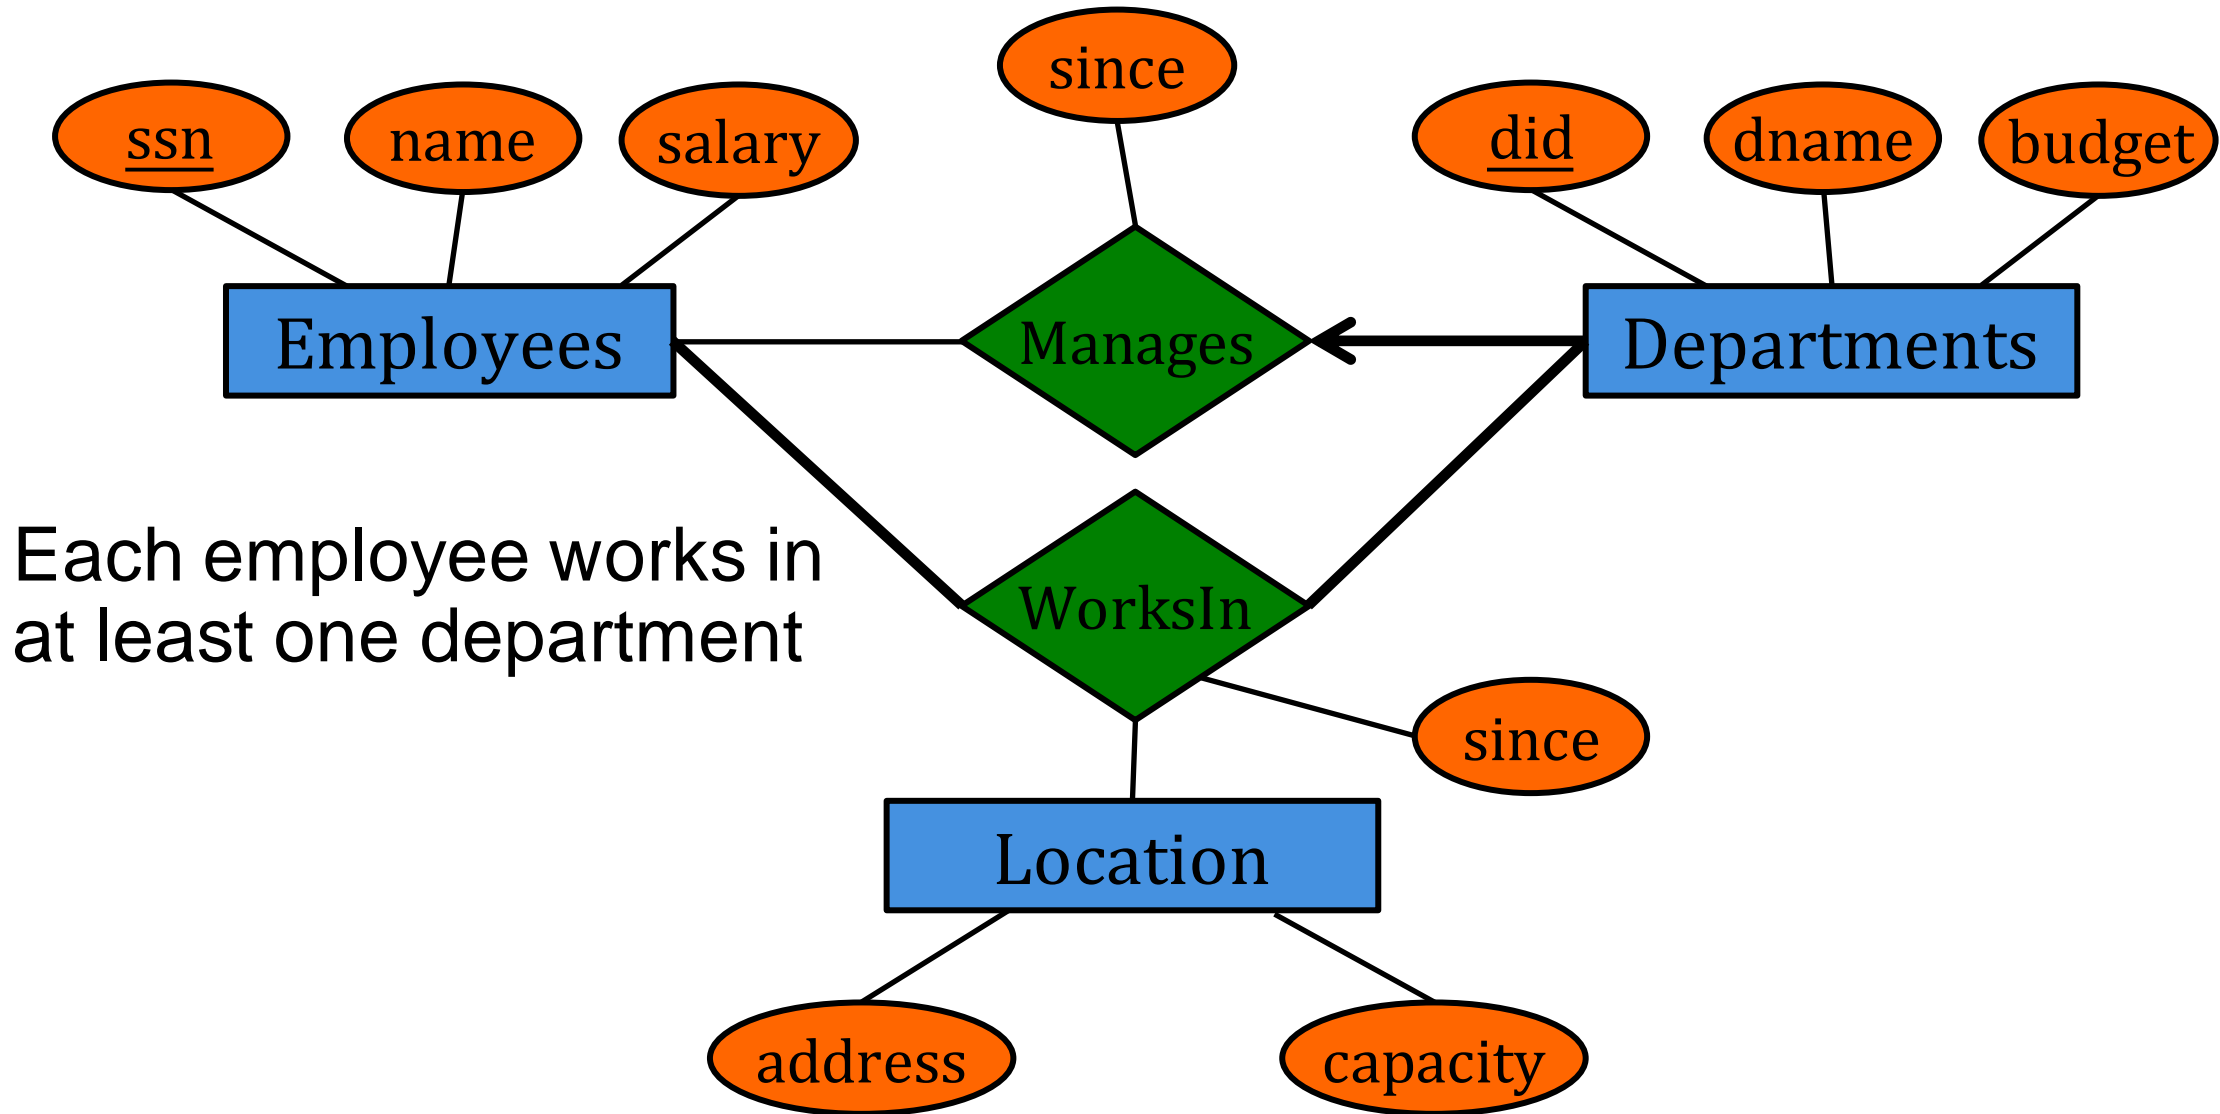 since
ssn
name
salary
did
dname
budget
Employees
Manages
Departments
Each employee works in
at least one department
WorksIn
since
Location
address
capacity